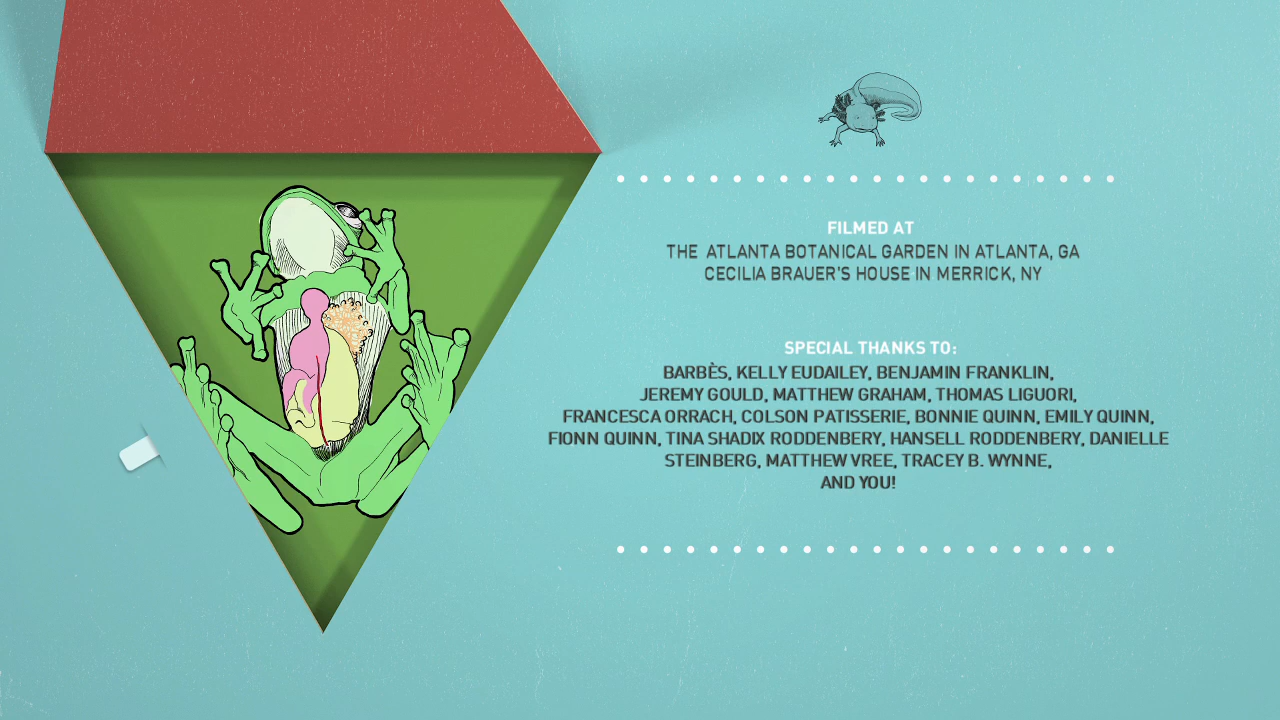 FILMED AT
THE ATLANTA BOTANICAL GARDEN IN ATLANTA, GA
CECILIA BRAUER'S HOUSE IN MERRICK, NY
SPECIAL THANKS TO:
BARBÈS, KELLY EUDAILEY, BENJAMIN FRANKLIN,
JEREMY GOULD, MATTHEW GRAHAM, THOMAS LIGUORI,
FRANCESCA ORRACH, COLSON PATISSERIE, BONNIE QUINN, EMILY QUINN,
FIONN QUINN, TINA SHADIX RODDENBERY, HANSELL RODDENBERY, DANIELLE
STEINBERG, MATTHEW VREE, TRACEY B. WYNNE,
AND YOU!